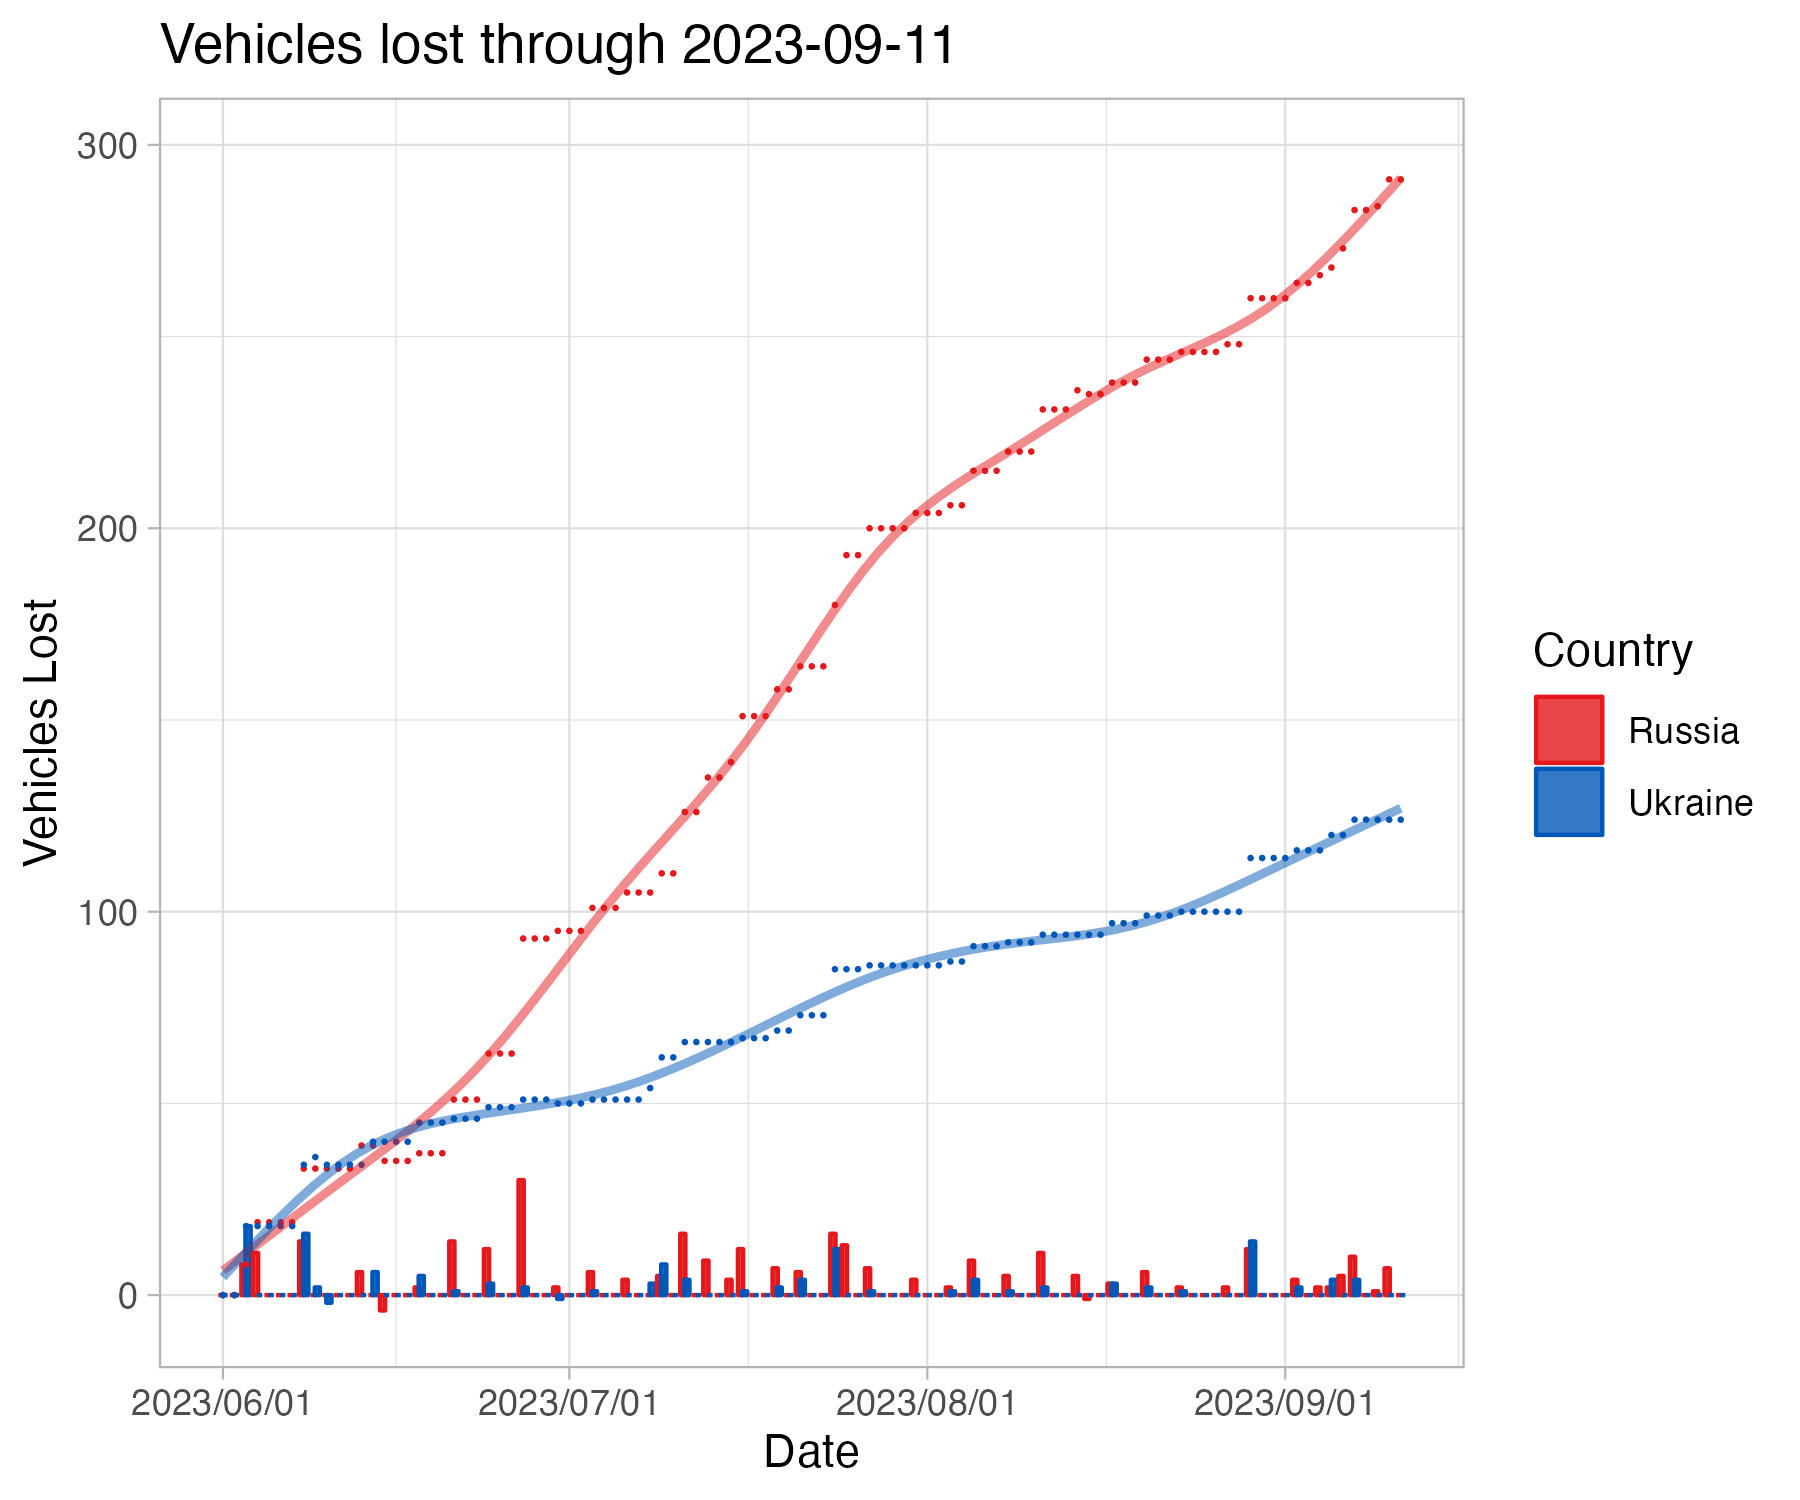 Vehicles lost through 2023-09-11
Vehicles Lost
300
200
100
0
2023/06/01
2023/07/01
2023/08/01
2023/09/01
Date
Country
Russia
Ukraine